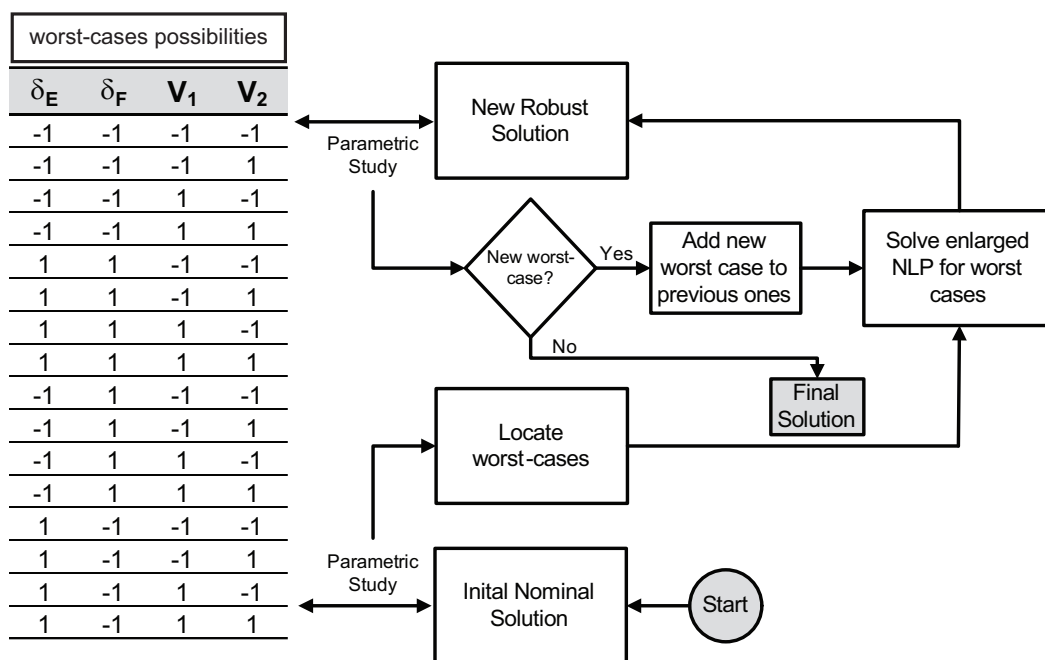 worst-cases possibilities
δE δF V1 V2
-1 -1 -1 -1
-1 -1 -1 1
-1 -1 1 -1
-1 -1 1 1
1 1 -1 -1
1 1 -1 1
1 1 1 -1
1 1 1 1
-1 1 -1 -1
-1 1 -1 1
-1 1 1 -1
-1 1 1 1
1 -1 -1 -1
1 -1 -1 1
1 -1 1 -1
1 -1 1 1
New Robust
Solution
Parametric
Study
New worst-
case?
Yes
Add new
worst case to
previous ones
Solve enlarged
NLP for worst
cases
No
Final
Solution
Locate
worst-cases
Parametric
Study
Inital Nominal
Solution
Start